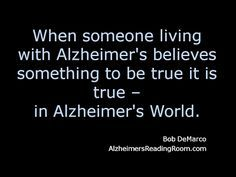 When someone living
with Alzheimer's believes
something to be true it is
true –
in Alzheimer's World.
Bob DeMarco
AlzheimersReadingRoom.com